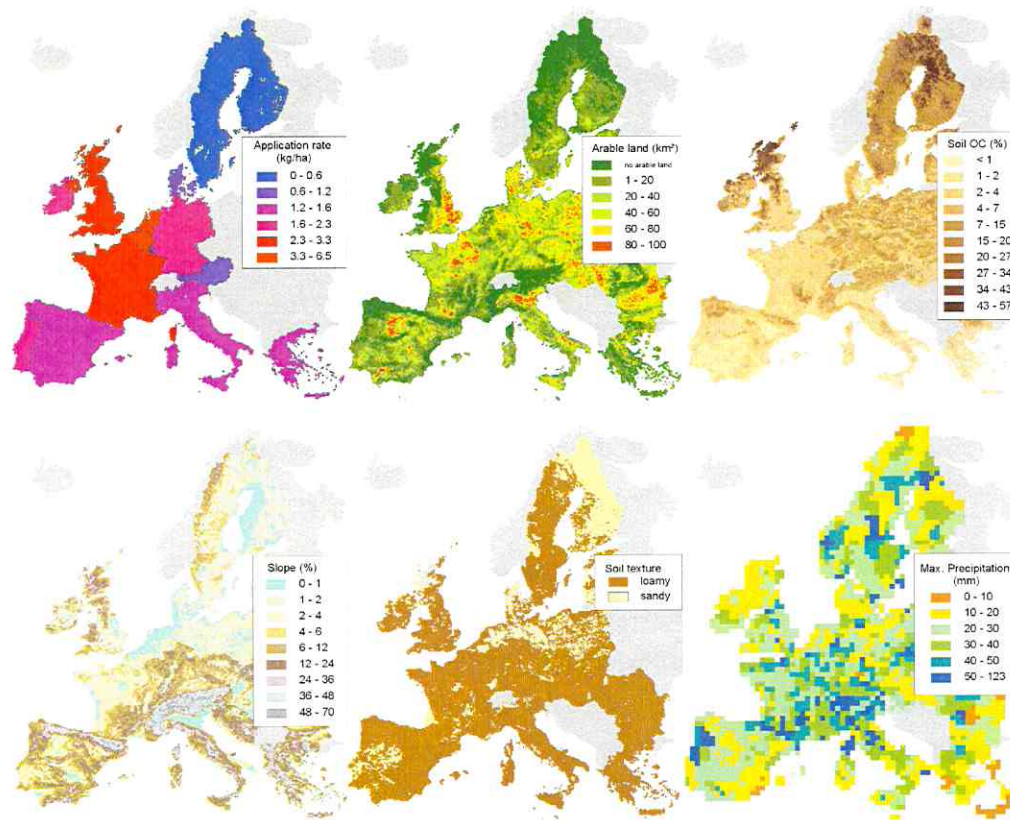 Application rate
(kg/ha)
0 - 0.6
0.6 - 1.2
1.2 - 1.6
1.6 - 2.3
2.3 - 3.3
3.3 - 6.5
Arable land (km²)
no arable land
1 - 20
20 - 40
40 - 60
60 - 80
80 - 100
Soil OC (%)
< 1
1 - 2
2 - 4
4 - 7
7 - 15
15 - 20
20 - 27
27 - 34
34 - 43
43 - 57
Slope (%)
0 - 1
1 - 2
2 - 4
4 - 6
6 - 12
12 - 24
24 - 36
36 - 48
48 - 70
Soil texture
loamy
sandy
Max. Precipitation
(mm)
0 - 10
10 - 20
20 - 30
30 - 40
40 - 50
50 - 123